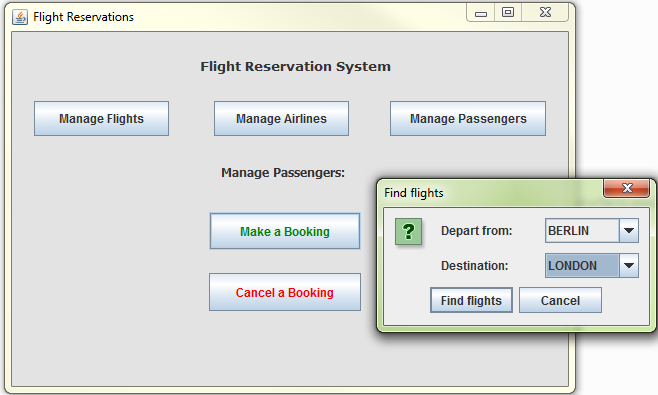 Flight Reservations
Flight Reservation System
Manage Flights
Manage Airlines
Manage Passengers
Manage Passengers:
Make a Booking
Cancel a Booking
Find flights
?
Depart from:
BERLIN
Destination:
LONDON
Find flights
Cancel